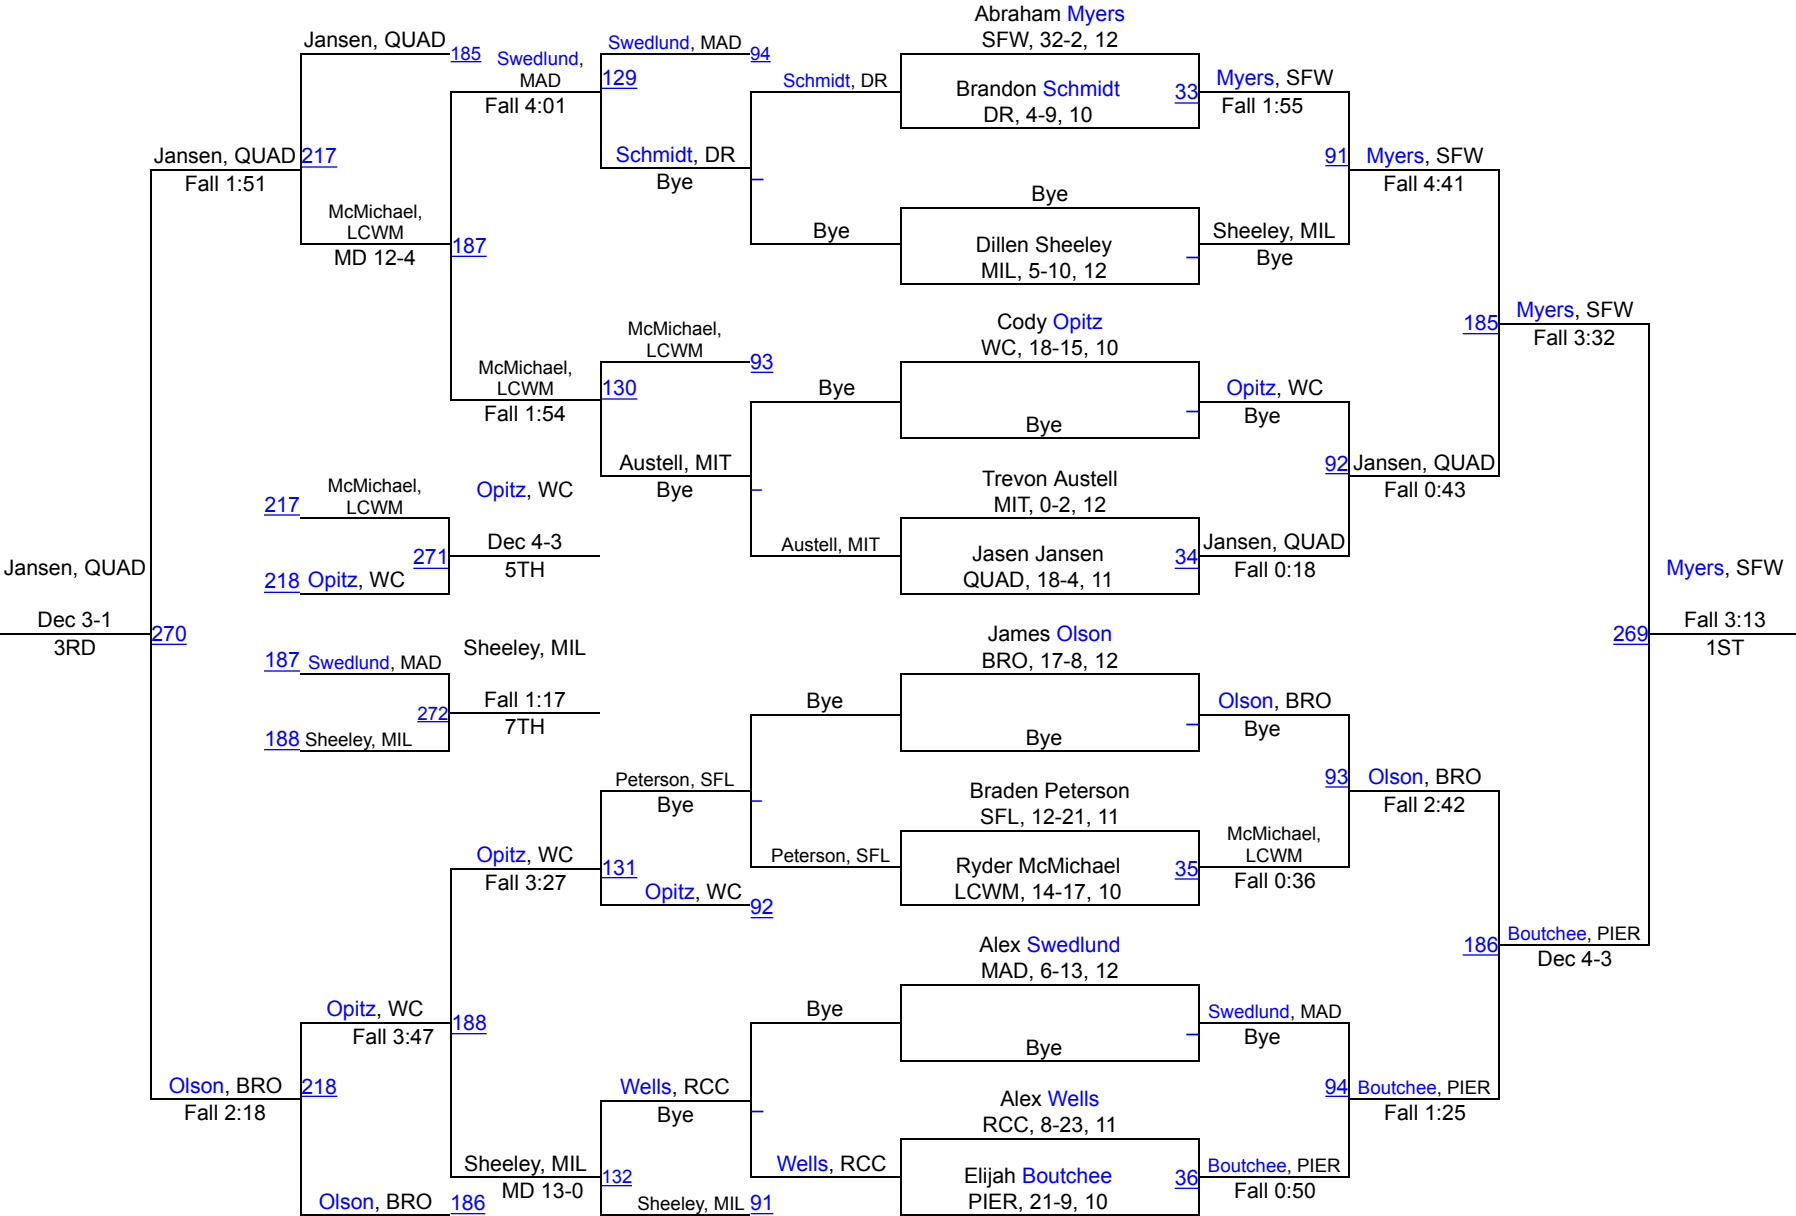 Abraham Myers
SFW, 32-2, 12
Jansen, QUAD
185
Swedlund,
MAD
Fall 4:01
Swedlund, MAD
94
129
Schmidt, DR
Brandon Schmidt
DR, 4-9, 10
33
Myers, SFW
Fall 1:55
Jansen, QUAD
217
Fall 1:51
Schmidt, DR
Bye
91
Myers, SFW
Fall 4:41
McMichael,
LCWM
MD 12-4
187
Bye
Bye
Dillen Sheeley
MIL, 5-10, 12
Sheeley, MIL
Bye
McMichael,
LCWM
93
Cody Opitz
WC, 18-15, 10
185
Myers, SFW
Fall 3:32
McMichael,
LCWM
Fall 1:54
130
Bye
Bye
Opitz, WC
Bye
Austell, MIT
Bye
92
Jansen, QUAD
Fall 0:43
217
McMichael,
LCWM
Opitz, WC
Trevon Austell
MIT, 0-2, 12
271
Dec 4-3
5TH
218
Opitz, WC
Austell, MIT
Jasen Jansen
QUAD, 18-4, 11
34
Jansen, QUAD
Fall 0:18
Jansen, QUAD
Dec 3-1
3RD
270
Myers, SFW
269
Fall 3:13
1ST
187
Swedlund, MAD
Sheeley, MIL
James Olson
BRO, 17-8, 12
272
Fall 1:17
7TH
188
Sheeley, MIL
Bye
Bye
Olson, BRO
Bye
Peterson, SFL
Bye
Braden Peterson
SFL, 12-21, 11
93
Olson, BRO
Fall 2:42
Opitz, WC
Fall 3:27
131
Opitz, WC
92
Peterson, SFL
Ryder McMichael
LCWM, 14-17, 10
35
McMichael,
LCWM
Fall 0:36
Alex Swedlund
MAD, 6-13, 12
186
Boutchee, PIER
Dec 4-3
Opitz, WC
Fall 3:47
188
Bye
Bye
Swedlund, MAD
Bye
Olson, BRO
218
Fall 2:18
Wells, RCC
Bye
Alex Wells
RCC, 8-23, 11
94
Boutchee, PIER
Fall 1:25
Sheeley, MIL
MD 13-0
132
Wells, RCC
Elijah Boutchee
PIER, 21-9, 10
36
Boutchee, PIER
Fall 0:50
Olson, BRO
186
Sheeley, MIL
91